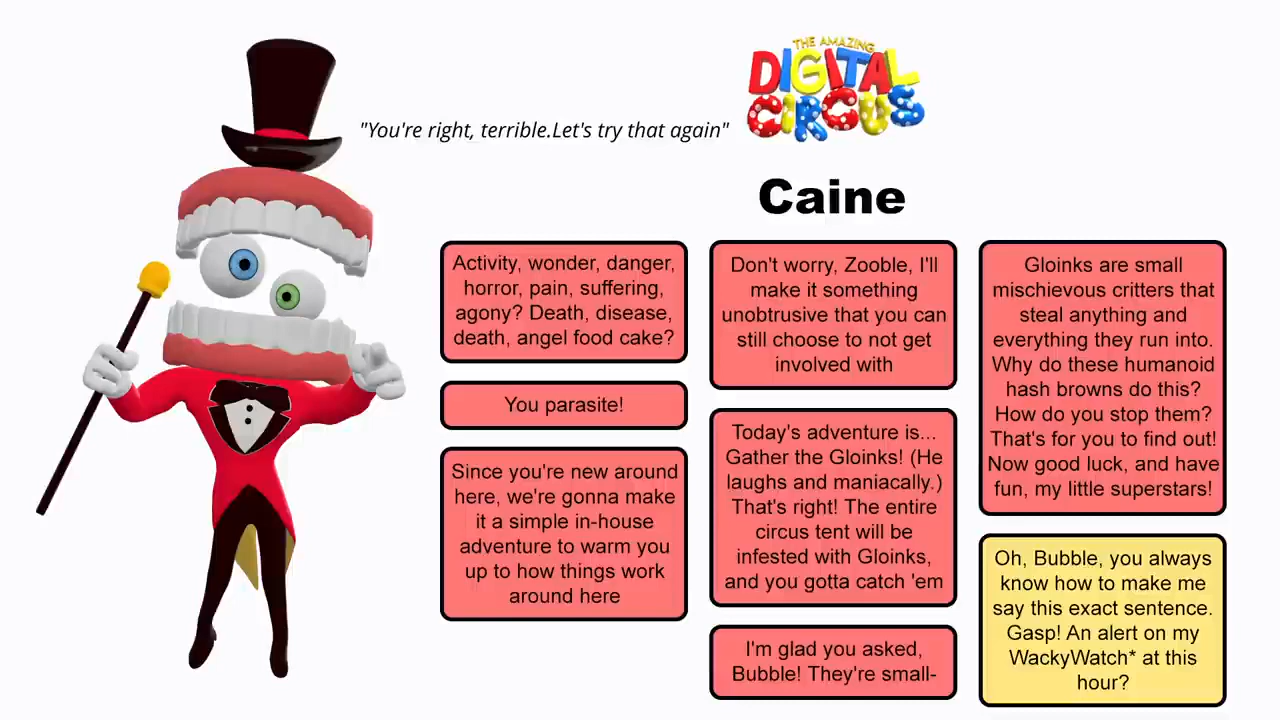 THE AMAZING
DIGITAL
CIRCUS
"You're right, terrible.Let's try that again"
Caine
Activity, wonder, danger,
horror, pain, suffering,
agony? Death, disease,
death, angel food cake?
You parasite!
Since you're new around
here, we're gonna make
it a simple in-house
adventure to warm you
up to how things work
around here
Don't worry, Zooble, I'll
make it something
unobtrusive that you can
still choose to not get
involved with
Today's adventure is...
Gather the Gloinks! (He
laughs and maniacally.)
That's right! The entire
circus tent will be
infested with Gloinks,
and you gotta catch 'em
I'm glad you asked,
Bubble! They're small-
Gloinks are small
mischievous critters that
steal anything and
everything they run into.
Why do these humanoid
hash browns do this?
How do you stop them?
That's for you to find out!
Now good luck, and have
fun, my little superstars!
Oh, Bubble, you always
know how to make me
say this exact sentence.
Gasp! An alert on my
WackyWatch* at this
hour?